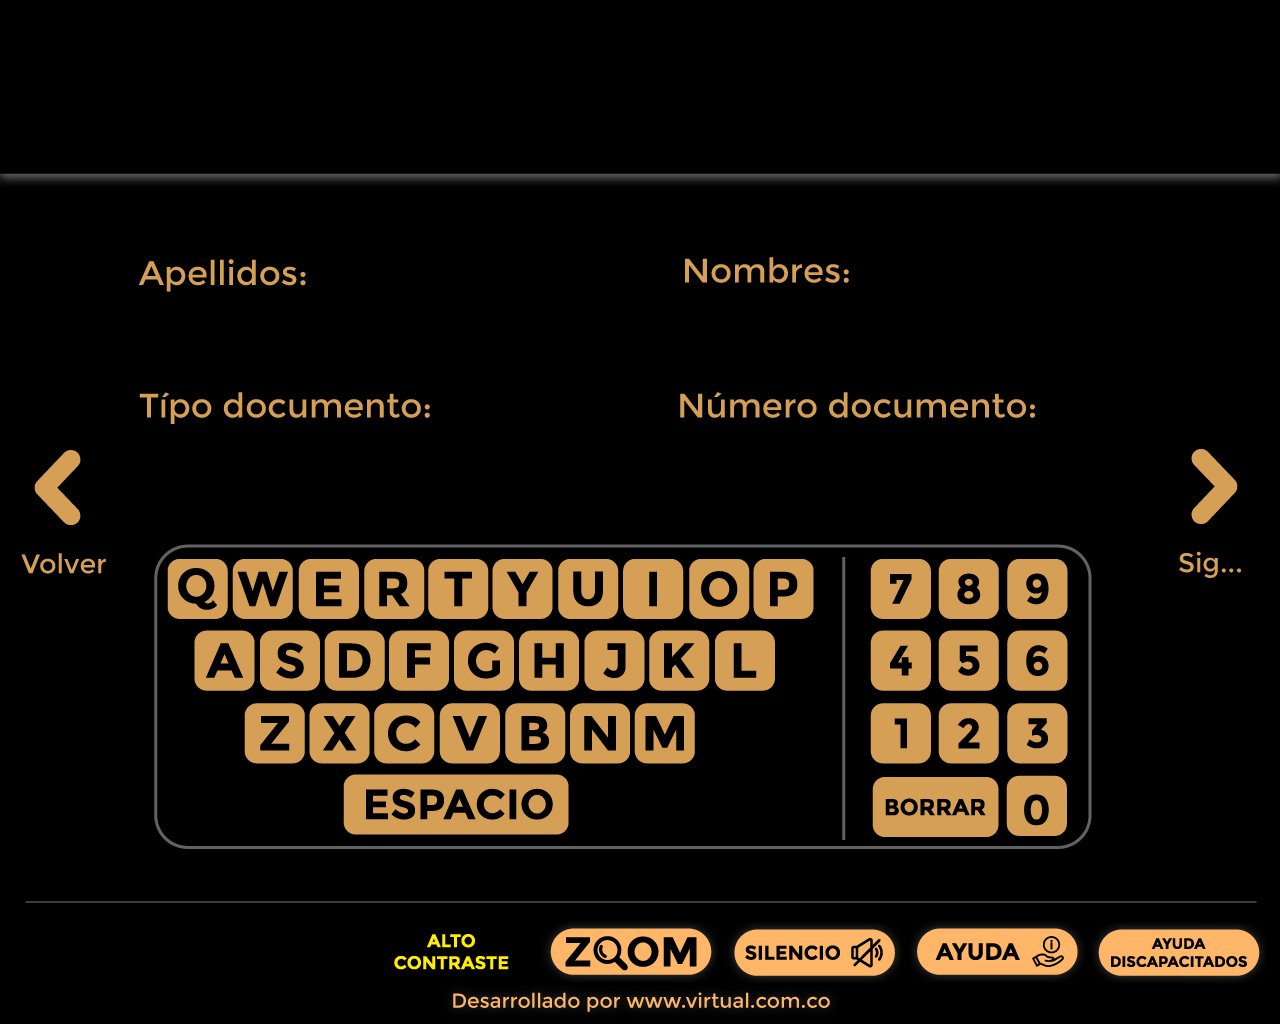 Apellidos:
Nombres:
Típo documento:
Número documento:
Volver
Sig...
Q W E R T Y U I O P
7 8 9
A S D F G H J K L
4 5 6
Z X C V B N M
1 2 3
ESPACIO
BORRAR 0
ALTO
CONTRASTE
ZOOM
SILENCIO
AYUDA
AYUDA
DISCAPACITADOS
Desarrollado por www.virtual.com.co